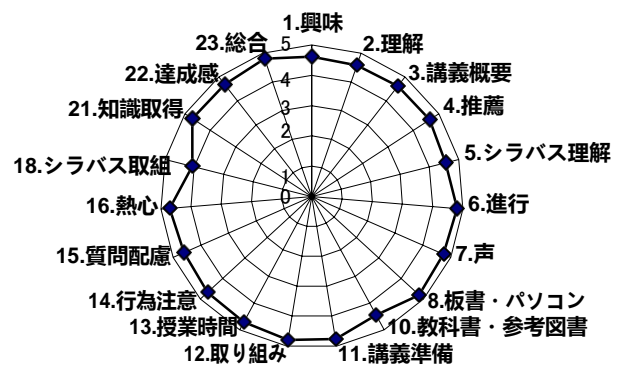 1.興味
2.理解
3.講義概要
4.推薦
5.シラバス理解
6.進行
7.声
8.板書・パソコン
10.教科書・参考図書
11.講義準備
12.取り組み
13.授業時間
14.行為注意
15.質問配慮
16.熱心
18.シラバス取組
21.知識取得
22.達成感
23.総合
5
4
3
2
1
0